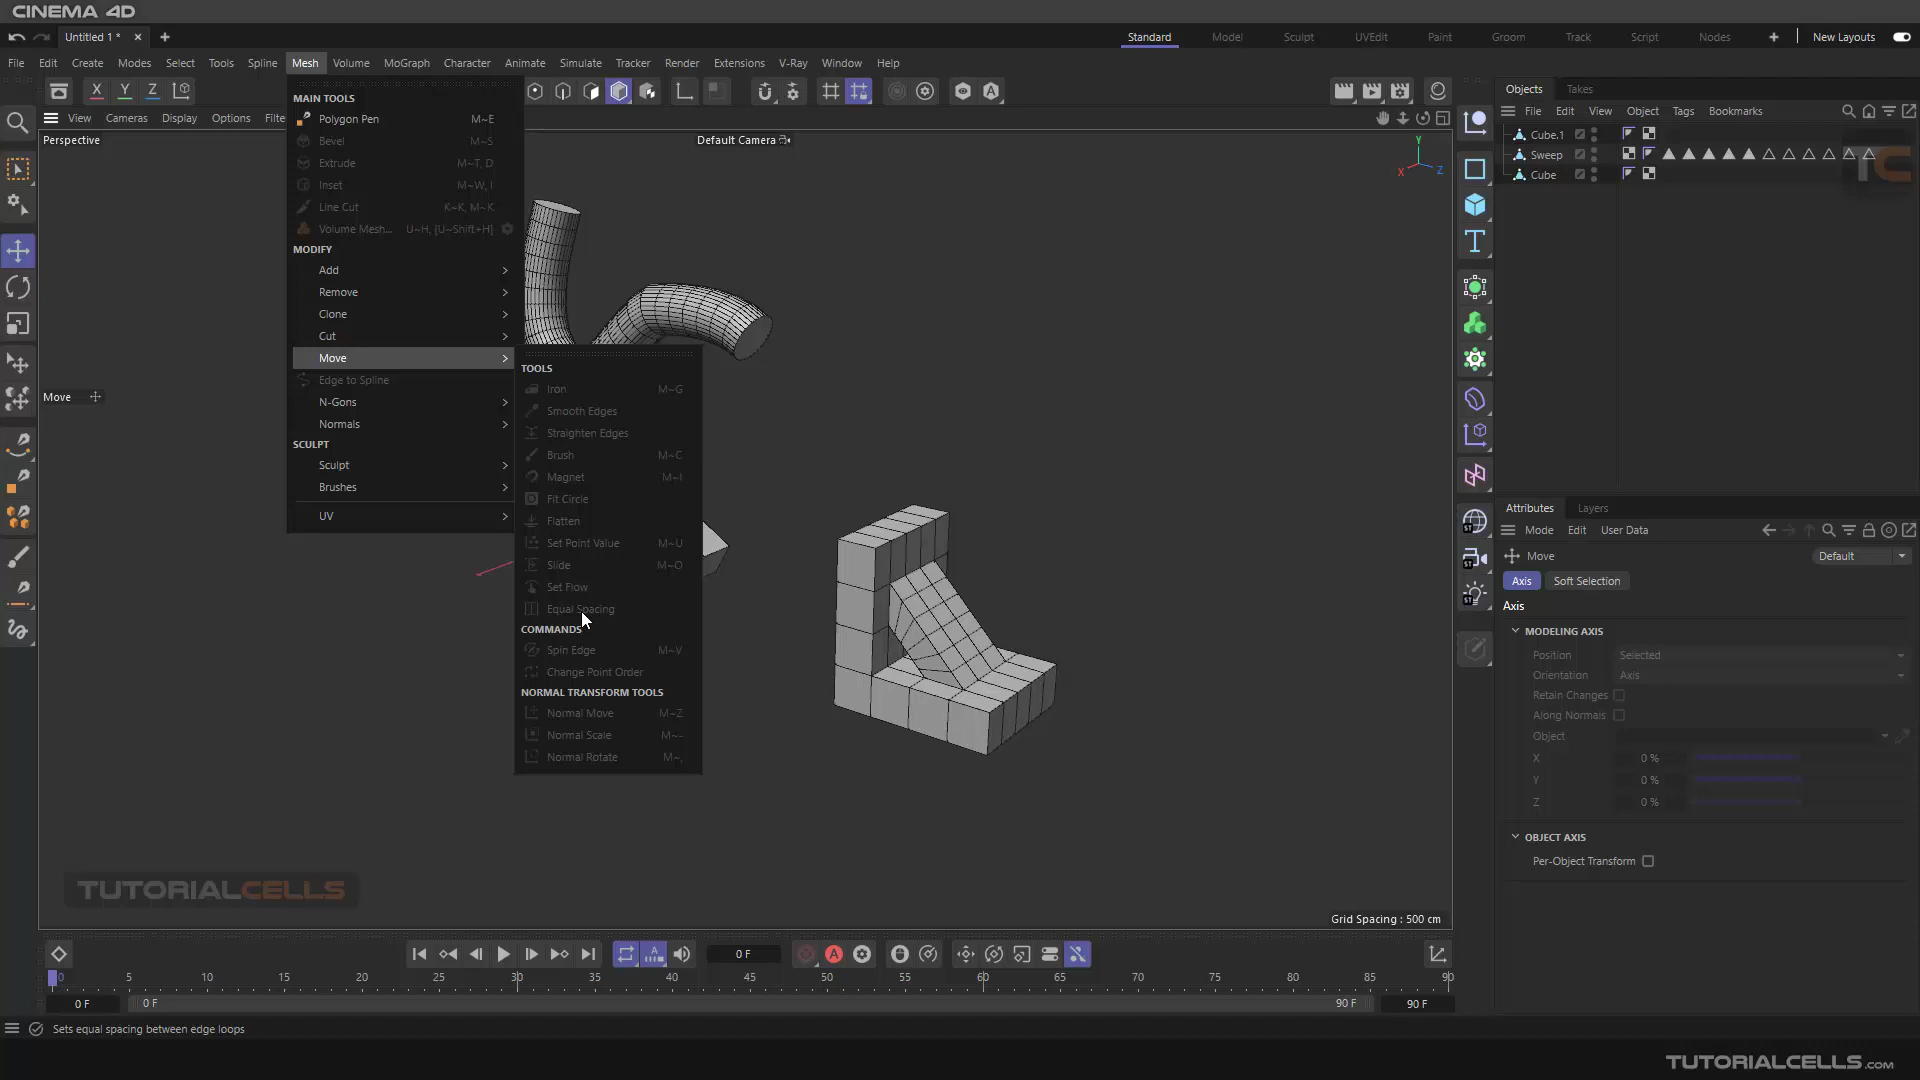 CINEMA 4D
Untitled 1 *
Standard Model Sculpt UVEdit Paint Groom Track Script Nodes New Layouts
File Edit Create Modes Select Tools Spline Mesh Volume MoGraph Character Animate Simulate Tracker Render Extensions V-Ray Window Help
X Y Z
View Cameras Display Options Filte
Perspective
Default Camera
Y
X
Z
Move
MAIN TOOLS
Polygon Pen M~E
Bevel M~S
Extrude M~T, D
Inset M~W, I
Line Cut K~K, M~K
Volume Mesh... U~H, [U~Shift+H]
MODIFY
Add
Remove
Clone
Cut
Move
Edge to Spline
N-Gons
Normals
SCULPT
Sculpt
Brushes
UV
TOOLS
Iron M~G
Smooth Edges
Straighten Edges
Brush M~C
Magnet M~I
Fit Circle
Flatten
Set Point Value M~U
Slide M~O
Set Flow
Equal Spacing
COMMANDS
Spin Edge M~V
Change Point Order
NORMAL TRANSFORM TOOLS
Normal Move M~Z
Normal Scale M~-
Normal Rotate M~,
Objects Takes
File Edit View Object Tags Bookmarks
Cube.1
Sweep
Cube
TC
Attributes Layers
Mode Edit User Data
Move Default
Axis Soft Selection
Axis
MODELING AXIS
Position Selected
Orientation Axis
Retain Changes
Along Normals
Object
X 0 %
Y 0 %
Z 0 %
OBJECT AXIS
Per-Object Transform
TUTORIALCELLS
Grid Spacing : 500 cm
0 F
0 5 10 15 20 25 30 35 40 45 50 55 60 65 70 75 80 85 90
0 F 0 F 90 F 90 F
Sets equal spacing between edge loops
TUTORIALCELLS.COM